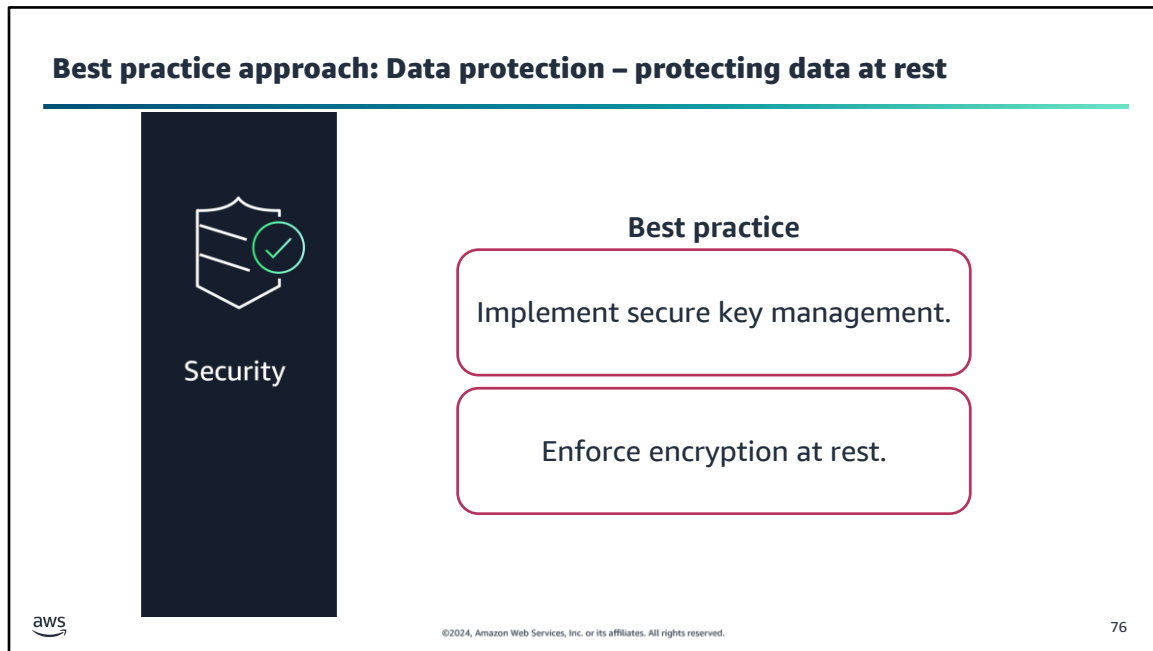 Best practice approach: Data protection – protecting data at rest
Security
Best practice
Implement secure key management.
Enforce encryption at rest.
aws
©2024, Amazon Web Services, Inc. or its affiliates. All rights reserved.
76